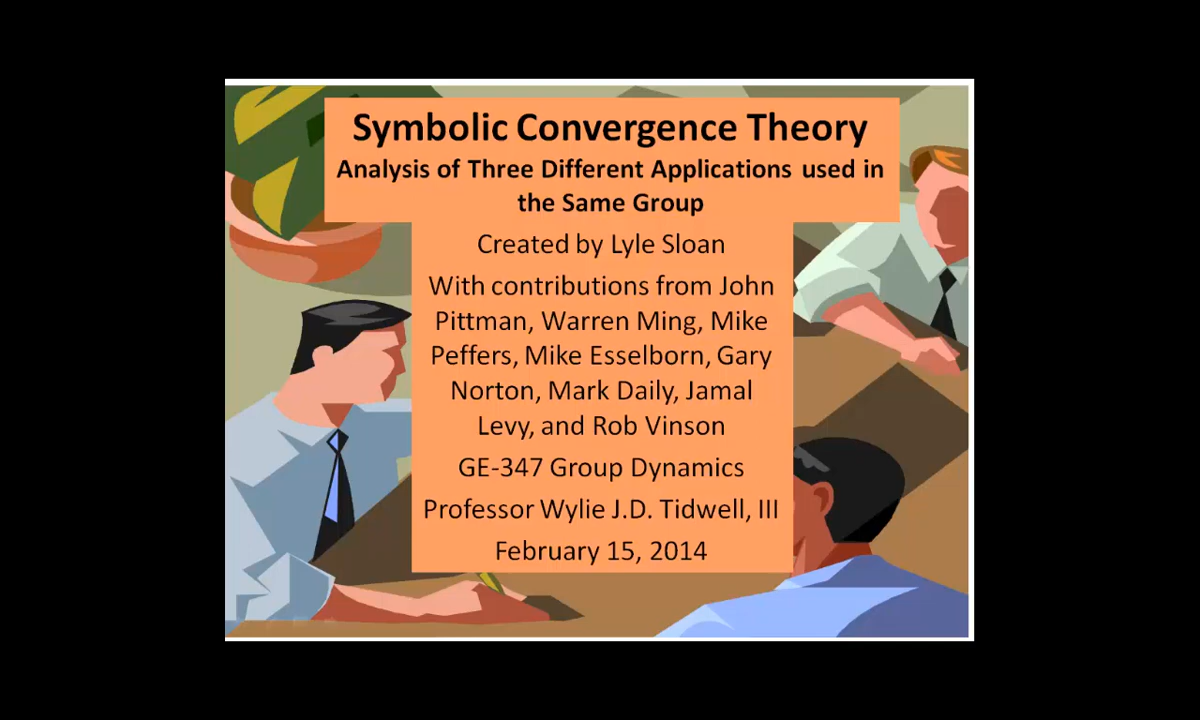 Symbolic Convergence Theory
Analysis of Three Different Applications used in
the Same Group
Created by Lyle Sloan
With contributions from John
Pittman, Warren Ming, Mike
Peffers, Mike Esselborn, Gary
Norton, Mark Daily, Jamal
Levy, and Rob Vinson
GE-347 Group Dynamics
Professor Wylie J.D. Tidwell, III
February 15, 2014